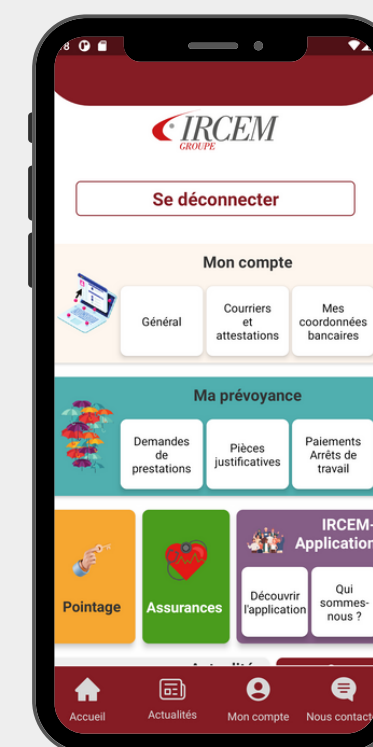 8
IRCEM
GROUPE
Se déconnecter
Mon compte
Général
Courriers
et
attestations
Mes
coordonnées
bancaires
Ma prévoyance
Demandes
de
prestations
Pièces
justificatives
Paiements
Arrêts de
travail
Pointage
Assurances
IRCEM-
Application
Découvrir
l'application
Qui
sommes-
nous ?
Accueil
Actualités
Mon compte
Nous contact